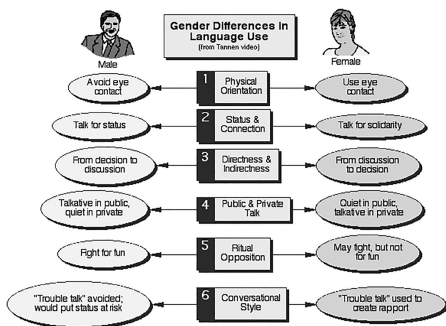 Gender Differences In
Language Use
(from Tannen video)
Male
Female
Avoid eye
contact
1
Physical
Orientation
Use eye
contact
Talk for status
2
Status &
Connection
Talk for solidarity
From decision to
discussion
3
Directness &
Indirectness
From discussion
to decision
Talkative in public,
quiet in private
4
Public & Private
Talk
Quiet in public,
talkative in private
Fight for fun
5
Ritual
Opposition
May fight, but not
for fun
"Trouble talk" avoided;
would put status at risk
6
Conversational
Style
"Trouble talk" used to
create rapport